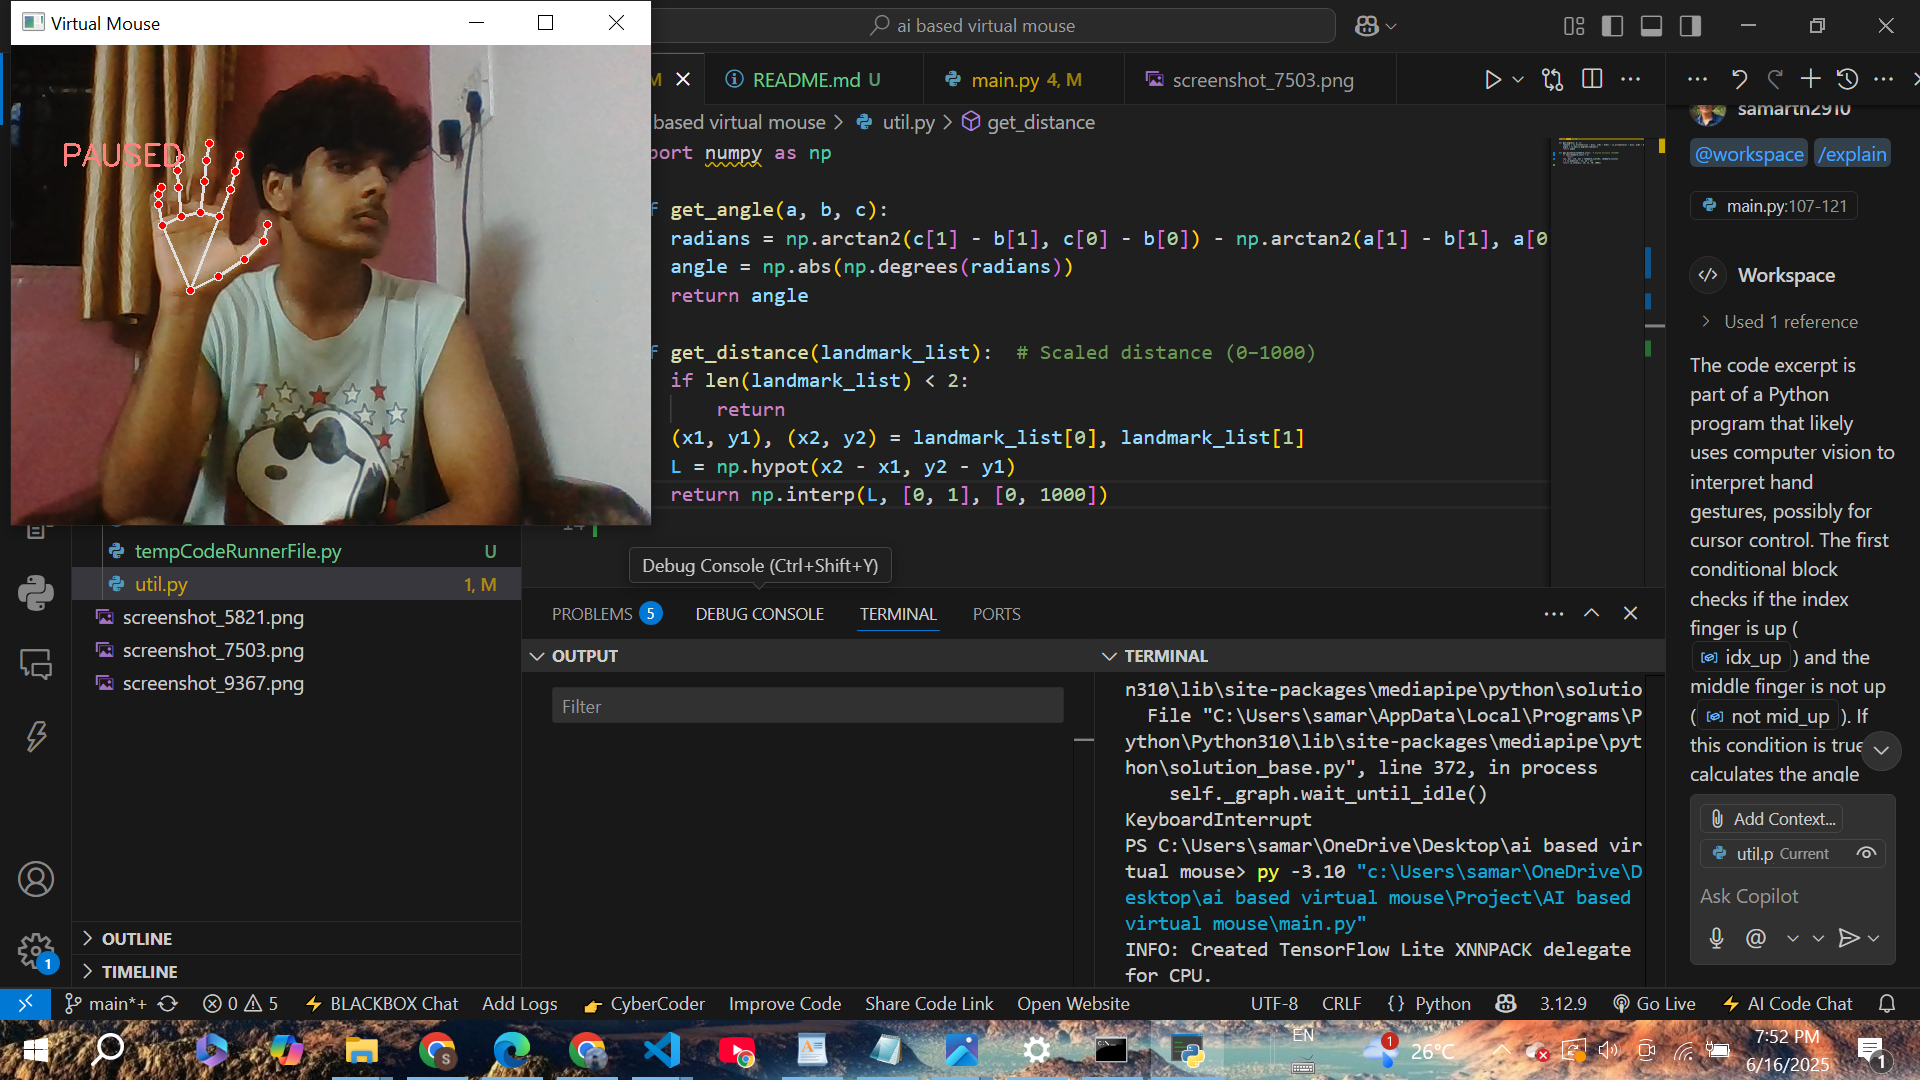 Virtual Mouse
PAUSED
ai based virtual mouse
M
README.md U
main.py 4, M
screenshot_7503.png
based virtual mouse > util.py > get_distance
port numpy as np
f get_angle(a, b, c):
radians = np.arctan2(c[1] - b[1], c[0] - b[0]) - np.arctan2(a[1] - b[1], a[0
angle = np.abs(np.degrees(radians))
return angle
f get_distance(landmark_list):  # Scaled distance (0–1000)
if len(landmark_list) < 2:
return
(x1, y1), (x2, y2) = landmark_list[0], landmark_list[1]
L = np.hypot(x2 - x1, y2 - y1)
return np.interp(L, [0, 1], [0, 1000])
14
tempCodeRunnerFile.py U
util.py 1, M
screenshot_5821.png
screenshot_7503.png
screenshot_9367.png
OUTLINE
TIMELINE
Debug Console (Ctrl+Shift+Y)
PROBLEMS 5 DEBUG CONSOLE TERMINAL PORTS
OUTPUT
Filter
TERMINAL
n310\lib\site-packages\mediapipe\python\solutio
File "C:\Users\samar\AppData\Local\Programs\P
ython\Python310\lib\site-packages\mediapipe\pyt
hon\solution_base.py", line 372, in process
self._graph.wait_until_idle()
KeyboardInterrupt
PS C:\Users\samar\OneDrive\Desktop\ai based vir
tual mouse> py -3.10 "c:\Users\samar\OneDrive\D
esktop\ai based virtual mouse\Project\AI based
virtual mouse\main.py"
INFO: Created TensorFlow Lite XNNPACK delegate
for CPU.
samarth2910
@workspace /explain
main.py:107-121
Workspace
Used 1 reference
The code excerpt is
part of a Python
program that likely
uses computer vision to
interpret hand
gestures, possibly for
cursor control. The first
conditional block
checks if the index
finger is up (
idx_up ) and the
middle finger is not up
( not mid_up ). If
this condition is true
calculates the angle
Add Context...
util.p Current
Ask Copilot
@
1
main*+ 0 5 BLACKBOX Chat Add Logs CyberCoder Improve Code Share Code Link Open Website UTF-8 CRLF {} Python 3.12.9 Go Live AI Code Chat
S
EN
1
26°C
7:52 PM
6/16/2025
1